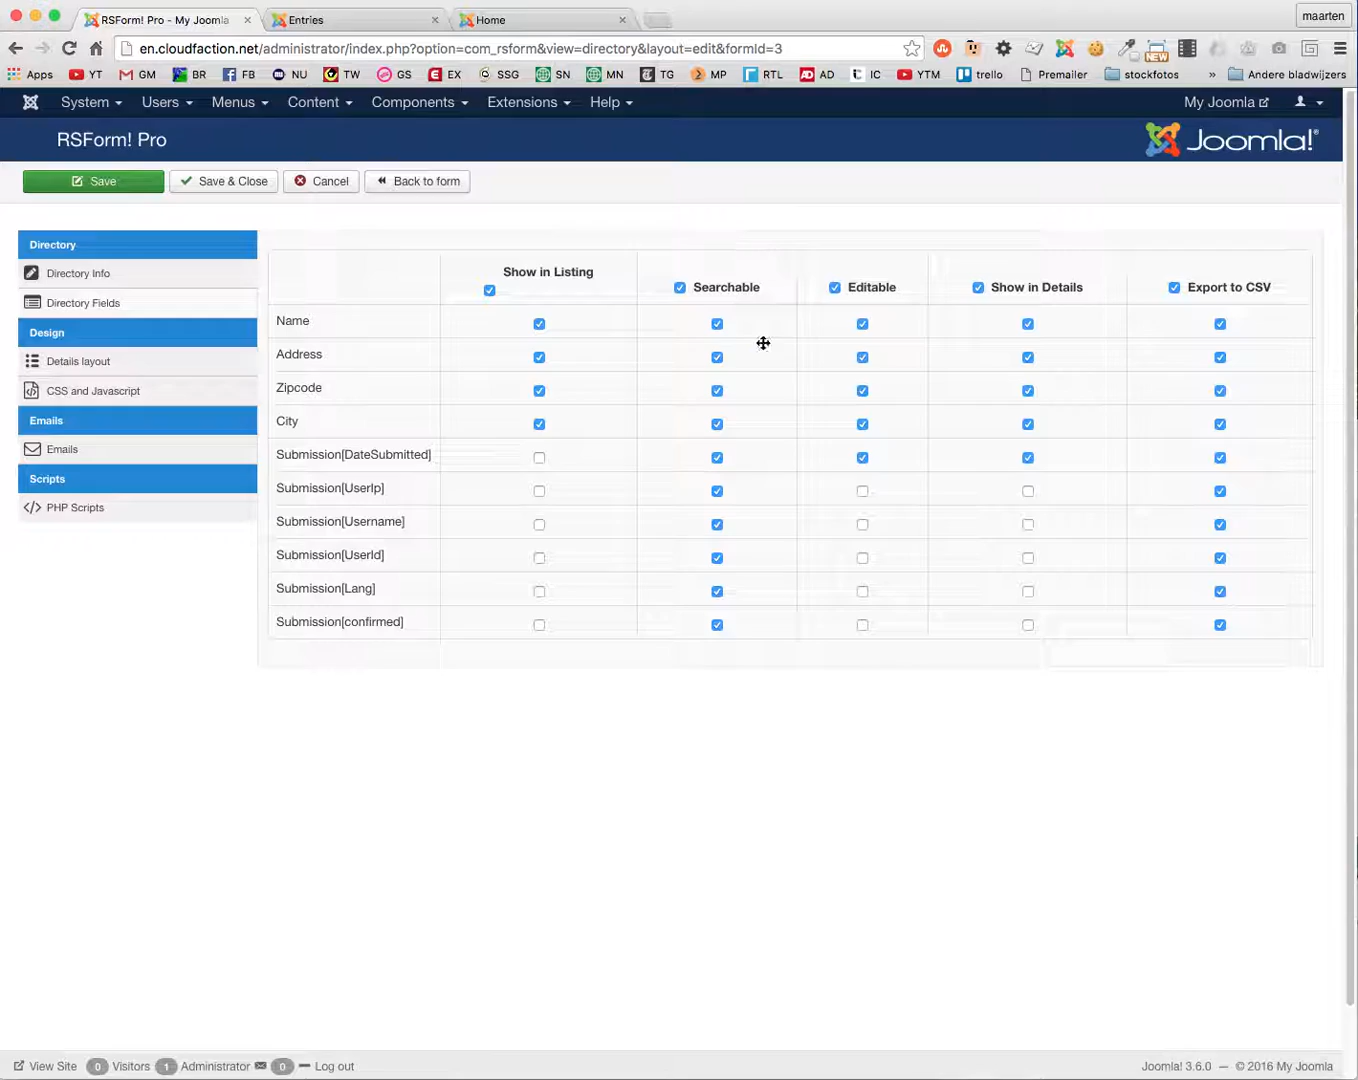 RSForm! Pro - My Joomla
Entries
Home
maarten
en.cloudfaction.net/administrator/index.php?option=com_rsform&view=directory&layout=edit&formId=3
Apps YT GM BR FB NU TW GS EX SSG SN MN TG MP RTL AD IC YTM trello Premailer stockfotos » Andere bladwijzers
NEW
System Users Menus Content Components Extensions Help My Joomla
RSForm! Pro
Joomla!®
Save Save & Close Cancel Back to form
Directory
Directory Info
Directory Fields
Design
Details layout
CSS and Javascript
Emails
Emails
Scripts
PHP Scripts
Show in Listing Searchable Editable Show in Details Export to CSV
Name
Address
Zipcode
City
Submission[DateSubmitted]
Submission[UserIp]
Submission[Username]
Submission[UserId]
Submission[Lang]
Submission[confirmed]
View Site 0 Visitors 1 Administrator 0 Log out
Joomla! 3.6.0 — © 2016 My Joomla